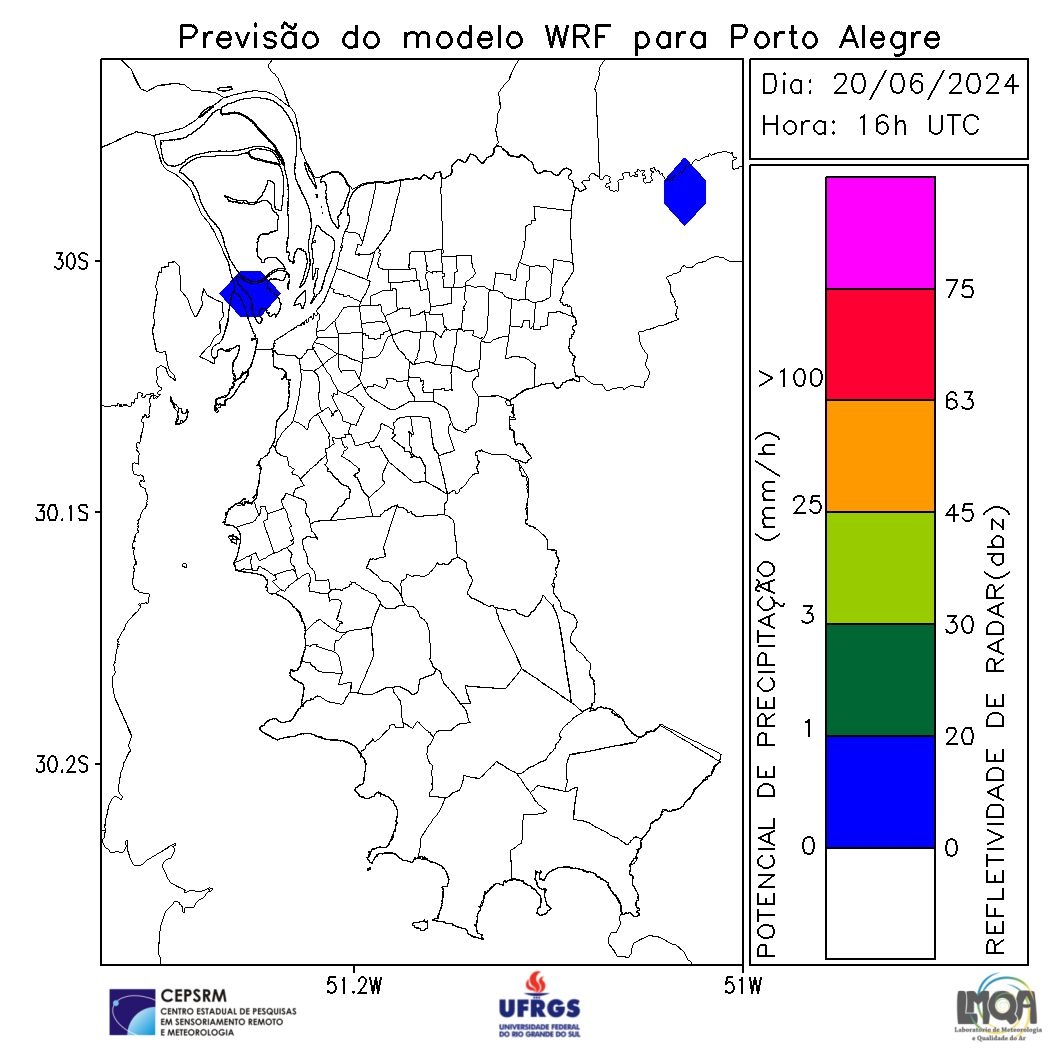 Previsão do modelo WRF para Porto Alegre
Dia: 20/06/2024
Hora: 16h UTC
30S
30.1S
30.2S
51.2W
51W
POTENCIAL DE PRECIPITAÇÃO (mm/h)
>100
25
3
1
0
75
63
45
30
20
0
REFLETIVIDADE DE RADAR(dbz)
CEPSRM
CENTRO ESTADUAL DE PESQUISAS
EM SENSORIAMENTO REMOTO
E METEOROLOGIA
UFRGS
UNIVERSIDADE FEDERAL
DO RIO GRANDE DO SUL
LMQA
Laboratório de Meteorologia
e Qualidade do Ar